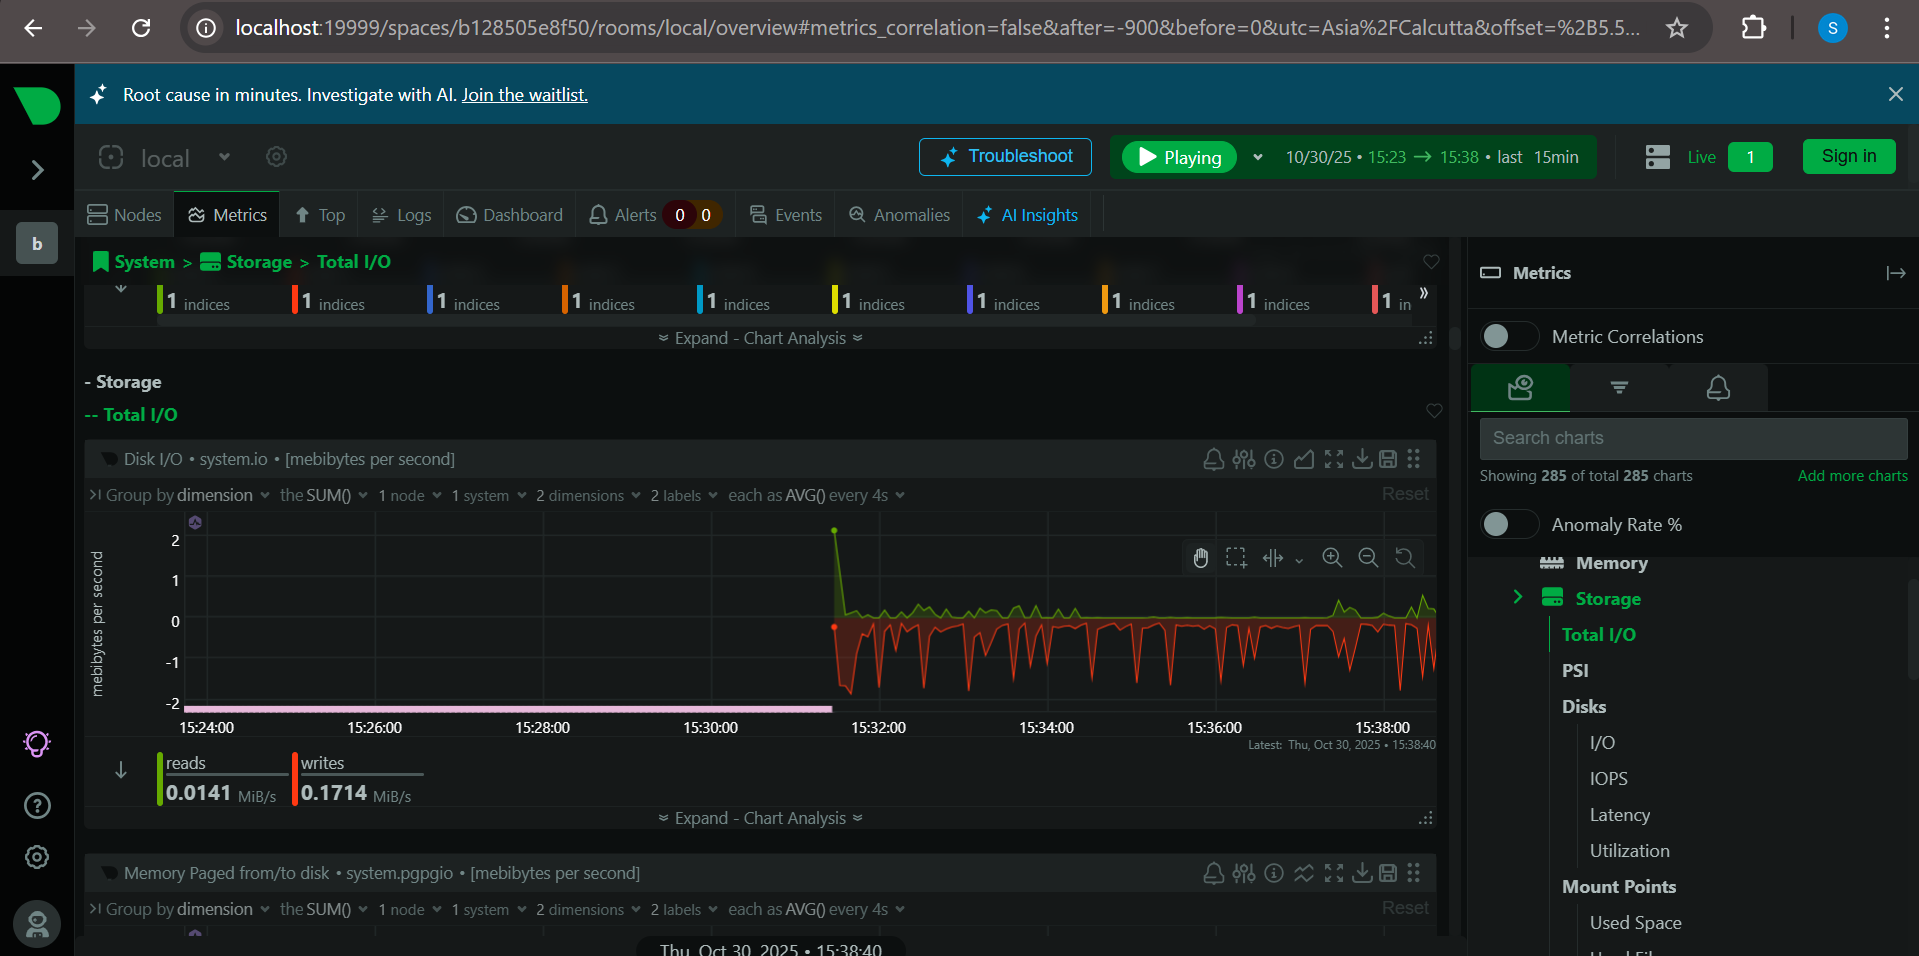 localhost:19999/spaces/b128505e8f50/rooms/local/overview#metrics_correlation=false&after=-900&before=0&utc=Asia%2FCalcutta&offset=%2B5.5...
S
Root cause in minutes. Investigate with AI. Join the waitlist.
local
Troubleshoot
Playing
10/30/25 • 15:23 → 15:38 • last 15min
Live 1
Sign in
b
Nodes Metrics Top Logs Dashboard Alerts 0 0 Events Anomalies AI Insights
System > Storage > Total I/O
1 indices 1 indices 1 indices 1 indices 1 indices 1 indices 1 indices 1 indices 1 indices 1 in
Expand - Chart Analysis
- Storage
-- Total I/O
Disk I/O • system.io • [mebibytes per second]
Group by dimension the SUM() 1 node 1 system 2 dimensions 2 labels each as AVG() every 4s Reset
mebibytes per second
2
1
0
-1
-2
15:24:00 15:26:00 15:28:00 15:30:00 15:32:00 15:34:00 15:36:00 15:38:00
Latest: Thu, Oct 30, 2025 • 15:38:40
reads writes
0.0141 MiB/s 0.1714 MiB/s
Expand - Chart Analysis
Memory Paged from/to disk • system.pgpgio • [mebibytes per second]
Group by dimension the SUM() 1 node 1 system 2 dimensions 2 labels each as AVG() every 4s Reset
Thu, Oct 30, 2025 • 15:38:40
Metrics
Metric Correlations
Search charts
Showing 285 of total 285 charts Add more charts
Anomaly Rate %
Memory
Storage
Total I/O
PSI
Disks
I/O
IOPS
Latency
Utilization
Mount Points
Used Space